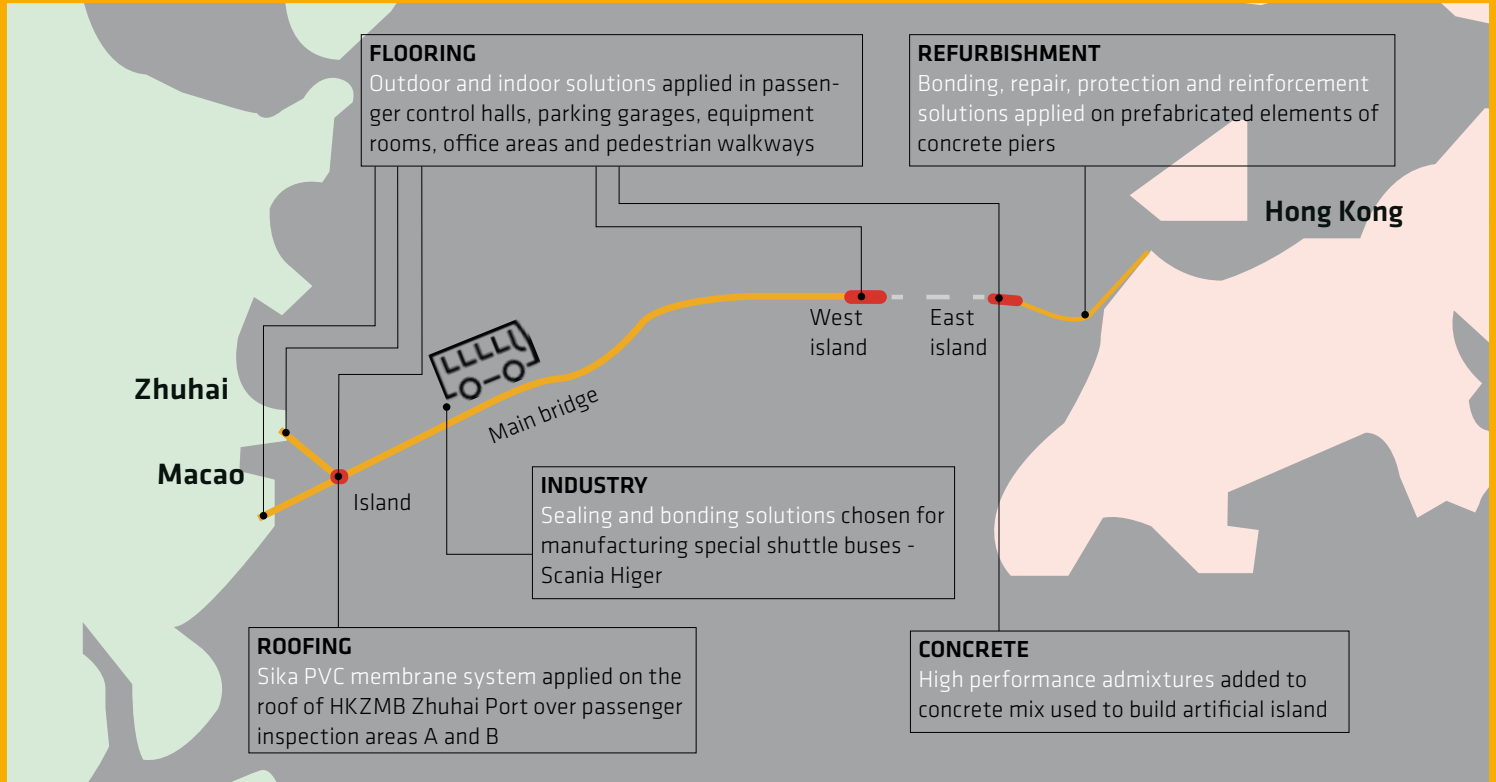 FLOORING
Outdoor and indoor solutions applied in passen-
ger control halls, parking garages, equipment
rooms, office areas and pedestrian walkways
REFURBISHMENT
Bonding, repair, protection and reinforcement
solutions applied on prefabricated elements of
concrete piers
Hong Kong
West
island
East
island
Zhuhai
Main bridge
Macao
Island
INDUSTRY
Sealing and bonding solutions chosen for
manufacturing special shuttle buses -
Scania Higer
ROOFING
Sika PVC membrane system applied on the
roof of HKZMB Zhuhai Port over passenger
inspection areas A and B
CONCRETE
High performance admixtures added to
concrete mix used to build artificial island